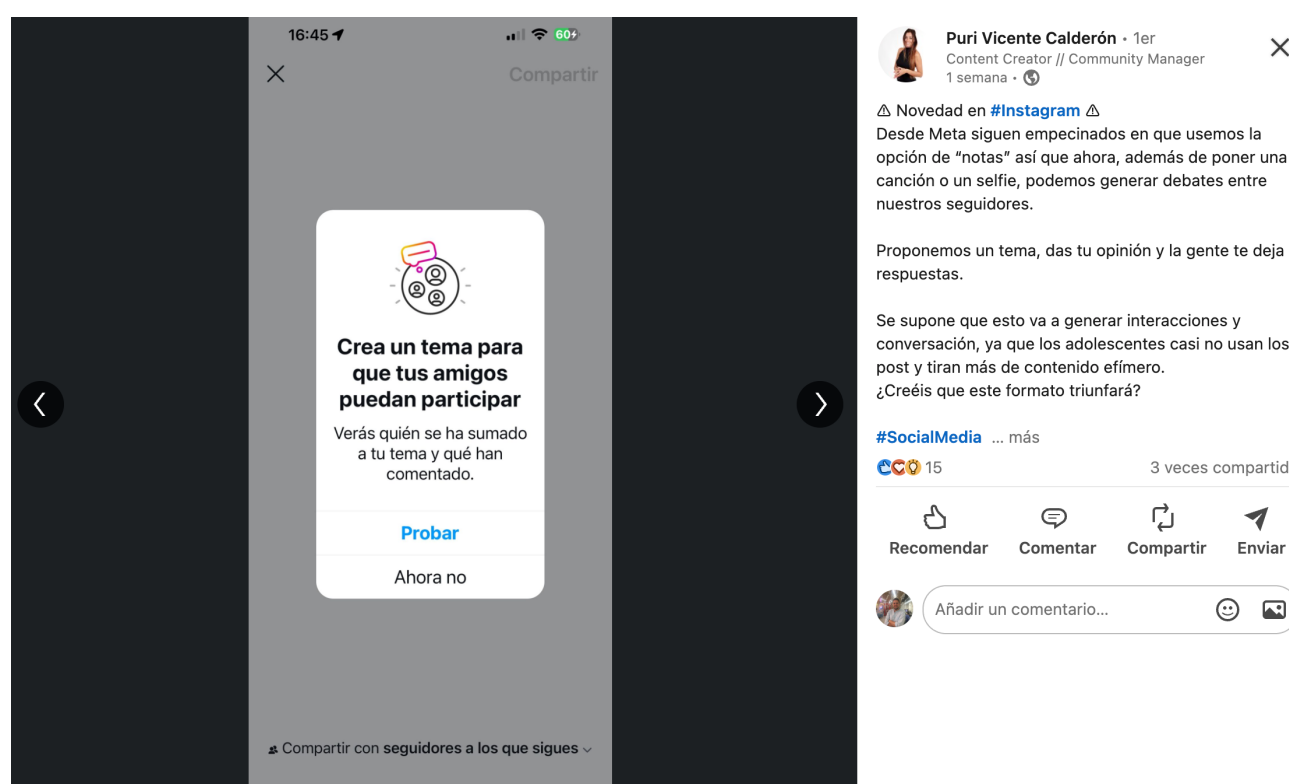 16:45
60
Compartir
Crea un tema para
que tus amigos
puedan participar
Verás quién se ha sumado
a tu tema y qué han
comentado.
Probar
Ahora no
Compartir con seguidores a los que sigues
Puri Vicente Calderón • 1er
Content Creator // Community Manager
1 semana •
⚠ Novedad en #Instagram ⚠
Desde Meta siguen empecinados en que usemos la
opción de “notas” así que ahora, además de poner una
canción o un selfie, podemos generar debates entre
nuestros seguidores.
Proponemos un tema, das tu opinión y la gente te deja
respuestas.
Se supone que esto va a generar interacciones y
conversación, ya que los adolescentes casi no usan los
post y tiran más de contenido efímero.
¿Creéis que este formato triunfará?
#SocialMedia ... más
15
3 veces compartid
Recomendar
Comentar
Compartir
Enviar
Añadir un comentario...